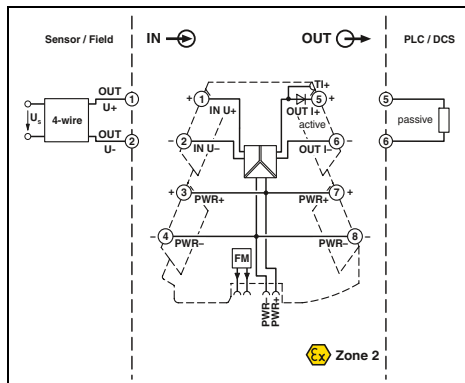 Sensor / Field
IN
OUT
PLC / DCS
OUT
U+
1
4-wire
Us
OUT
U-
2
+
1
IN U+
TI+
5
+
OUT I+
active
5
passive
6
–
2
IN U–
6
–
OUT I–
+
3
PWR+
7
+
PWR+
–
4
PWR–
8
–
PWR–
FM
PWR–
PWR+
Ex
Zone 2